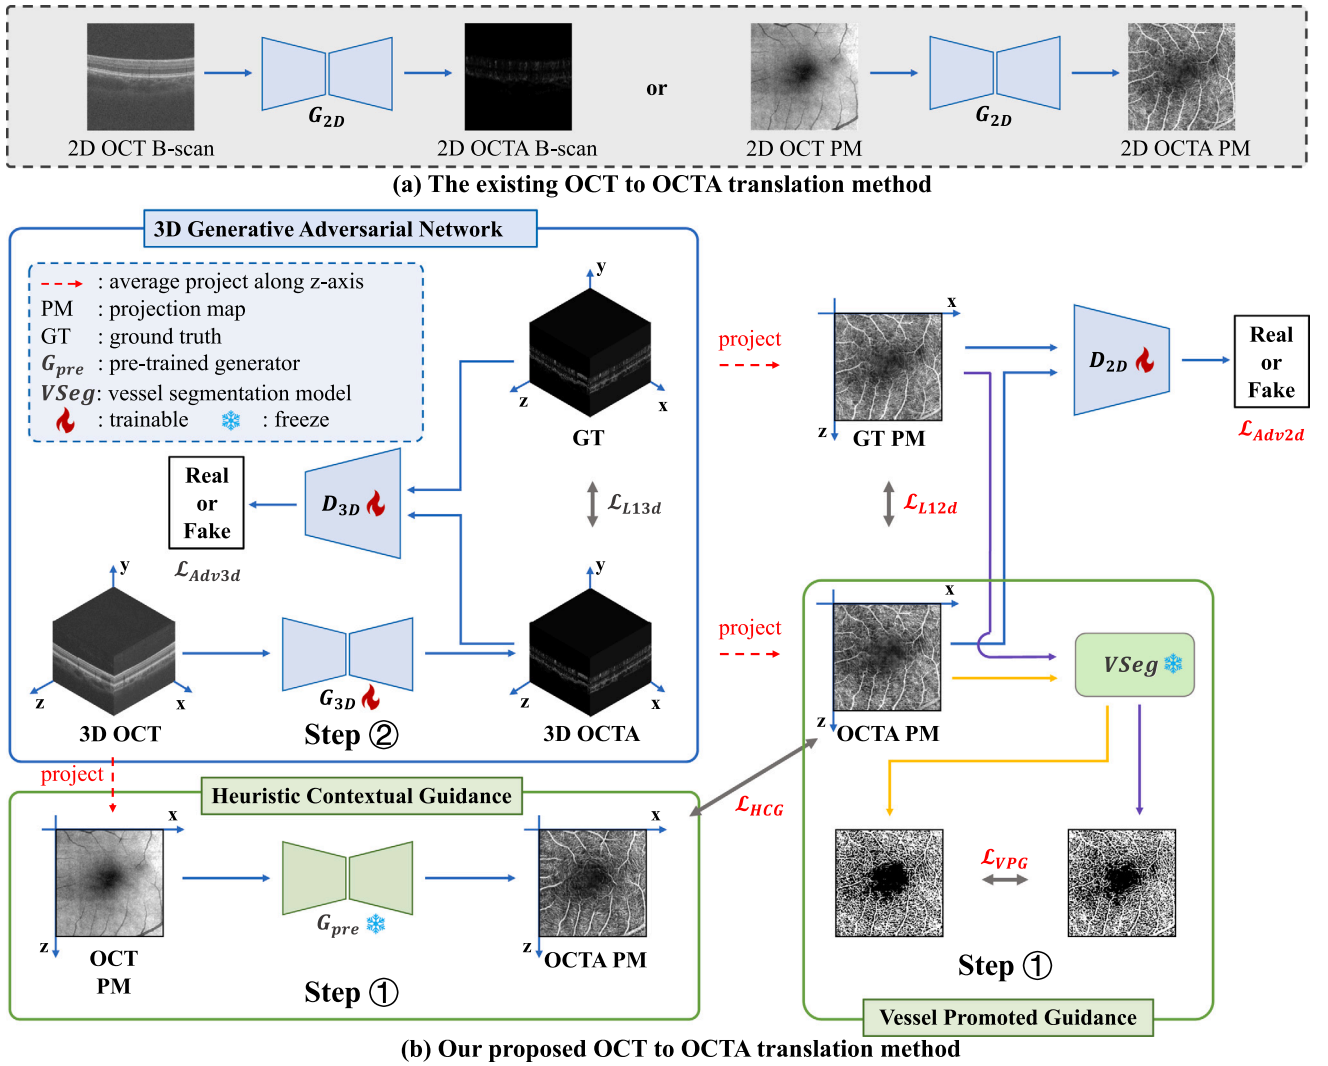 G2D
G2D
or
2D OCT B-scan
2D OCTA B-scan
2D OCT PM
2D OCTA PM
(a) The existing OCT to OCTA translation method
3D Generative Adversarial Network
: average project along z-axis
PM : projection map
GT : ground truth
Gpre : pre-trained generator
VSeg: vessel segmentation model
: trainable : freeze
y
z
x
GT
project
x
z
GT PM
D2D
Real
or
Fake
ℒAdv2d
Real
or
Fake
D3D
ℒAdv3d
ℒL13d
ℒL12d
y
z
x
3D OCT
G3D
Step ②
y
z
x
3D OCTA
project
x
z
OCTA PM
VSeg
project
Heuristic Contextual Guidance
ℒHCG
x
z
OCT
PM
Gpre
x
z
OCTA PM
Step ①
ℒVPG
Step ①
Vessel Promoted Guidance
(b) Our proposed OCT to OCTA translation method